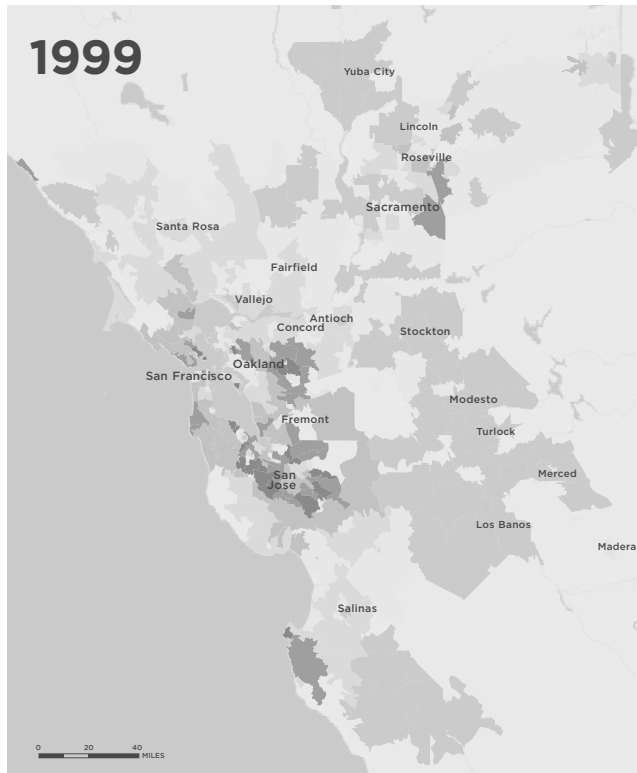 1999
Yuba City
Lincoln
Roseville
Sacramento
Santa Rosa
Fairfield
Vallejo
Antioch
Concord
Stockton
Oakland
San Francisco
Modesto
Fremont
Turlock
San
Jose
Merced
Los Banos
Madera
Salinas
0 20 40
MILES